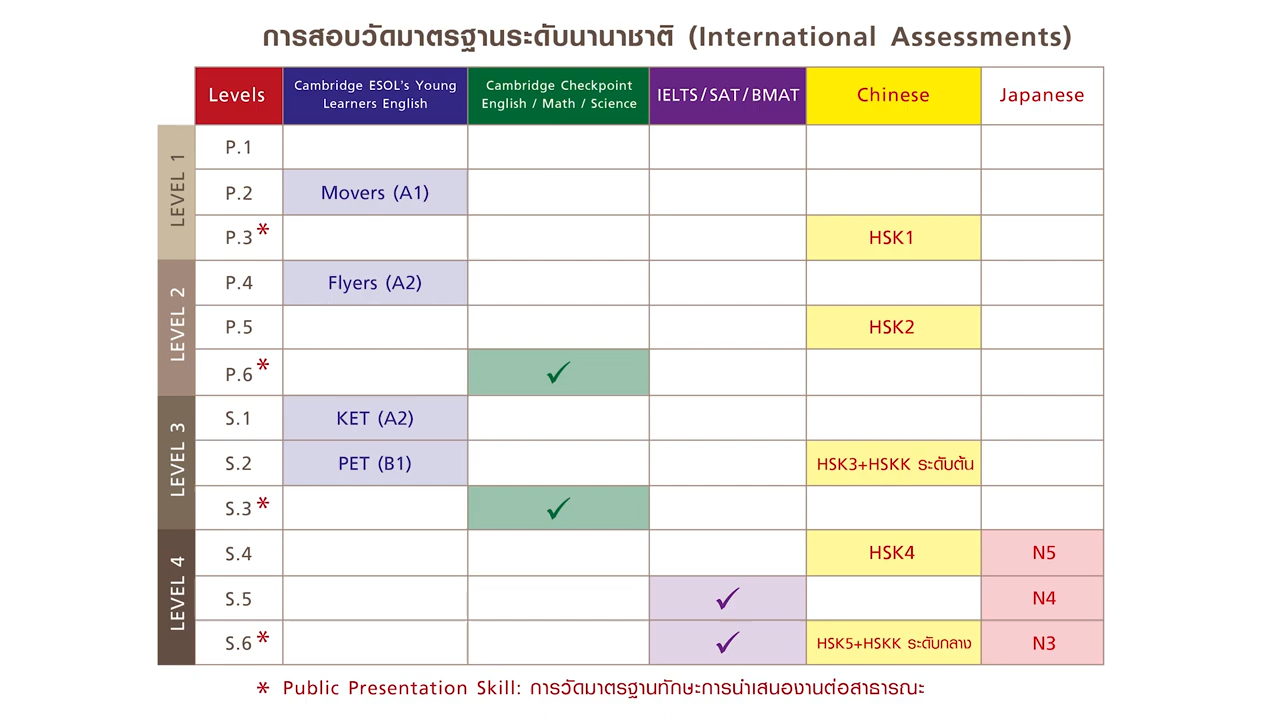 การสอบวัดมาตรฐานระดับนานาชาติ (International Assessments)
Levels
Cambridge ESOL's Young
Learners English
Cambridge Checkpoint
English / Math / Science
IELTS / SAT / BMAT
Chinese
Japanese
LEVEL 1
P.1
P.2
Movers (A1)
P.3*
HSK1
LEVEL 2
P.4
Flyers (A2)
P.5
HSK2
P.6*
✓
LEVEL 3
S.1
KET (A2)
S.2
PET (B1)
HSK3+HSKK ระดับต้น
S.3*
✓
LEVEL 4
S.4
HSK4
N5
S.5
✓
N4
S.6*
✓
HSK5+HSKK ระดับกลาง
N3
* Public Presentation Skill: การวัดมาตรฐานทักษะการนำเสนองานต่อสาธารณะ